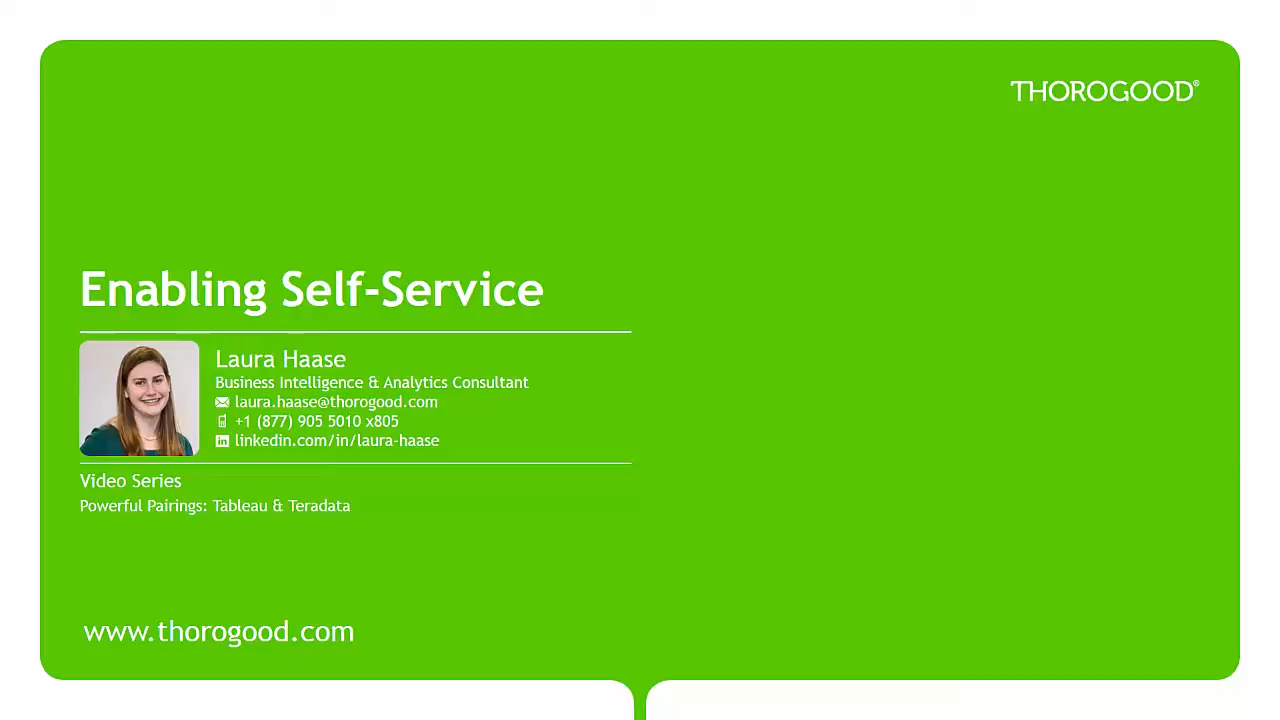 THOROGOOD®
Enabling Self-Service
Laura Haase
Business Intelligence & Analytics Consultant
laura.haase@thorogood.com
+1 (877) 905 5010 x805
linkedin.com/in/laura-haase
Video Series
Powerful Pairings: Tableau & Teradata
www.thorogood.com